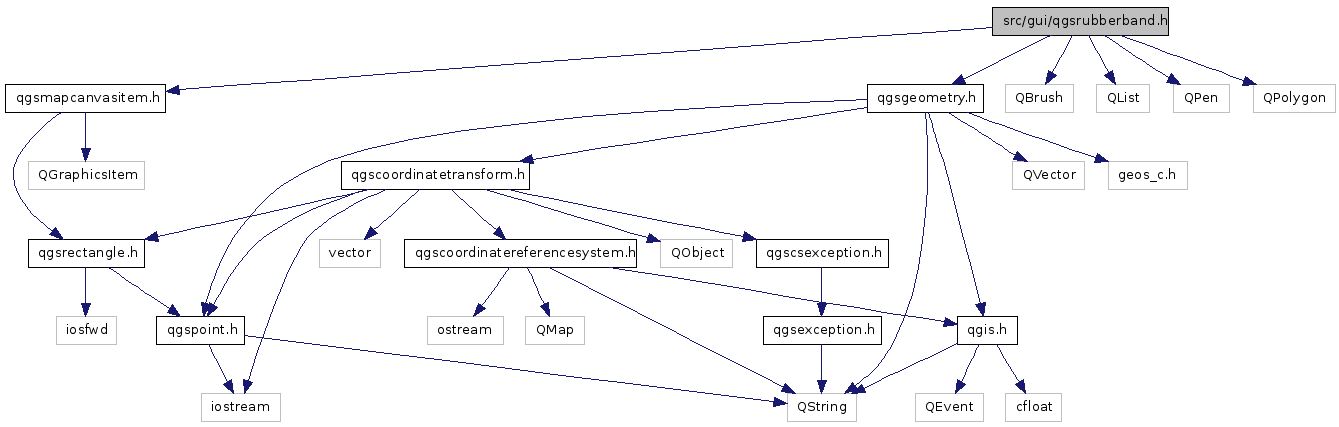 src/gui/qgsrubberband.h
qgsmapcanvasitem.h
qgsgeometry.h
QBrush
QList
QPen
QPolygon
QGraphicsItem
qgscoordinatetransform.h
QVector
geos_c.h
qgsrectangle.h
vector
qgscoordinatereferencesystem.h
QObject
qgscsexception.h
iosfwd
qgspoint.h
ostream
QMap
qgsexception.h
qgis.h
iostream
QString
QEvent
cfloat